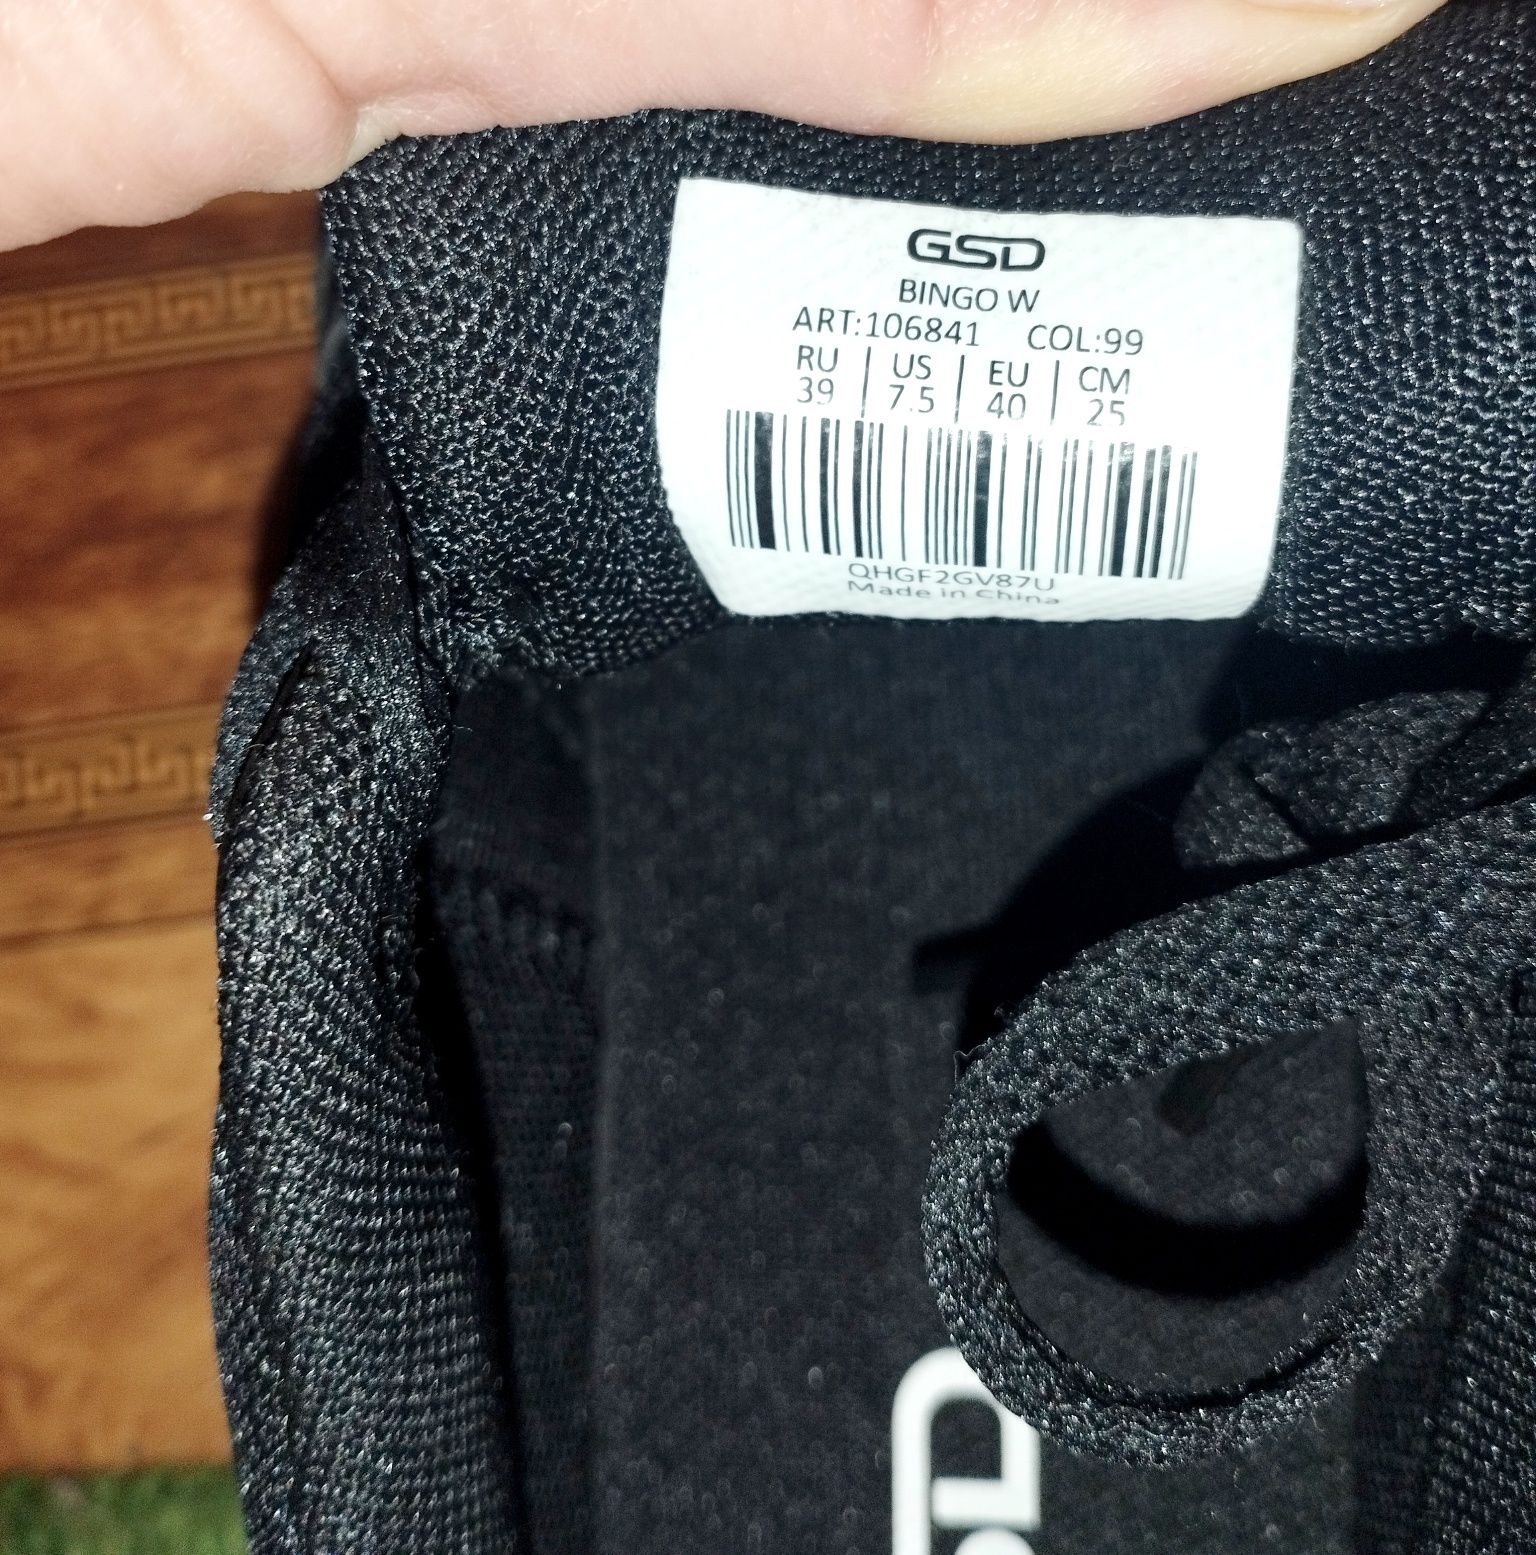 GSD
BINGO W
ART:106841 COL:99
RU | US | EU | CM
39 | 7.5 | 40 | 25
QHGF2GV87U
Made in China